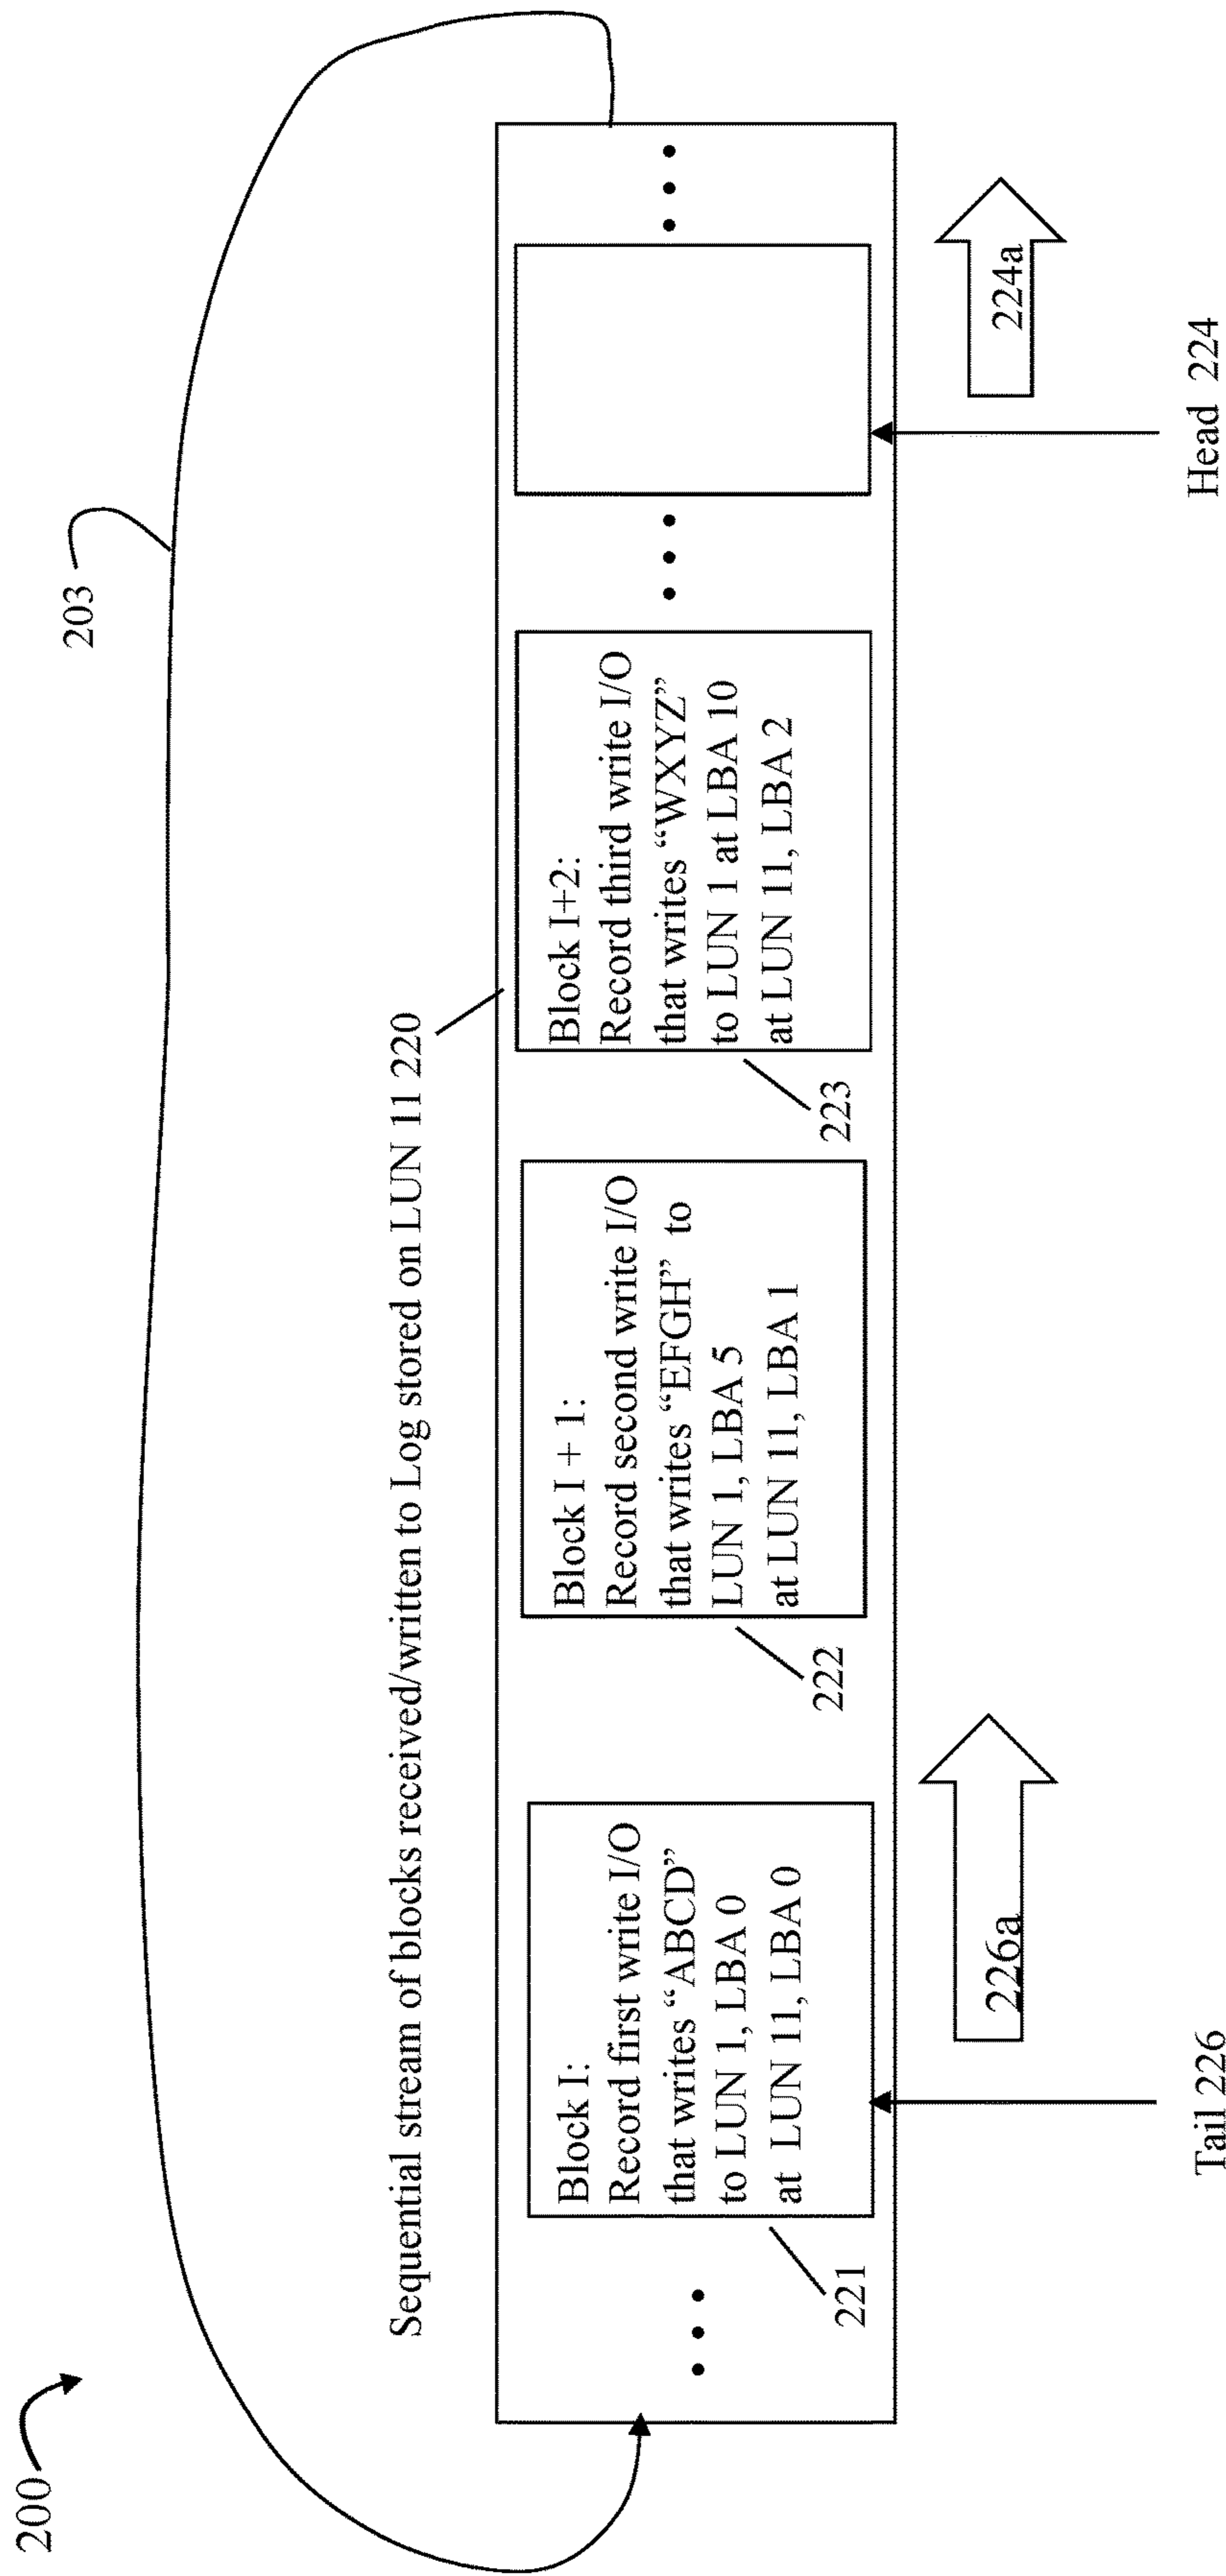 200
203
Sequential stream of blocks received/written to Log stored on LUN 11 220
Block I:
Record first write I/O
that writes “ABCD”
to LUN 1, LBA 0
at LUN 11, LBA 0
221
Block I + 1:
Record second write I/O
that writes “EFGH” to
LUN 1, LBA 5
at LUN 11, LBA 1
222
Block I+2:
Record third write I/O
that writes “WXYZ”
to LUN 1 at LBA 10
at LUN 11, LBA 2
223
226a
224a
Tail 226
Head 224